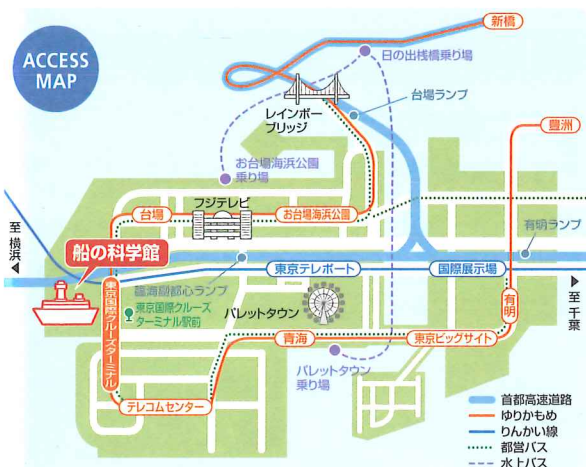 ACCESS
MAP
新橋
日の出桟橋乗り場
台場ランプ
レインボー
ブリッジ
豊洲
お台場海浜公園
乗り場
フジテレビ
台場
お台場海浜公園
至 横浜
船の科学館
有明ランプ
東京テレポート
国際展示場
臨海副都心ランプ
東京国際クルーズ
ターミナル駅前
パレットタウン
東京国際クルーズターミナル
有明
至 千葉
青海
東京ビッグサイト
パレットタウン
乗り場
テレコムセンター
首都高速道路
ゆりかもめ
りんかい線
都営バス
水上バス